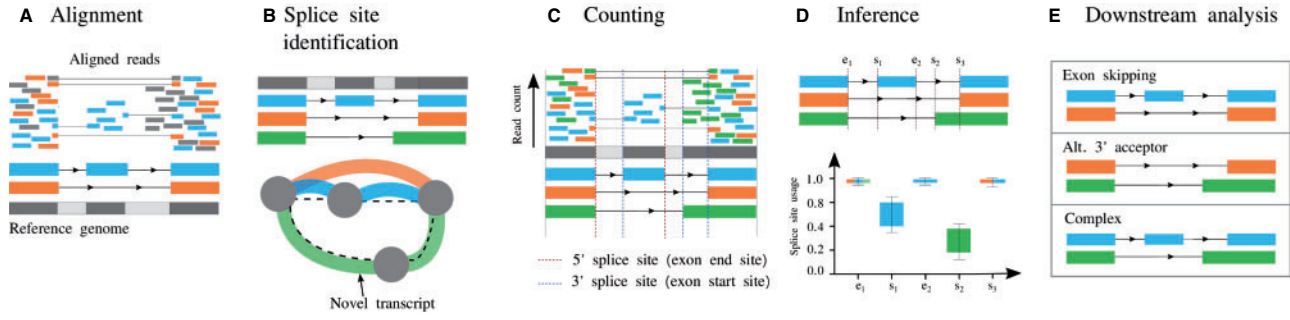 A Alignment
Aligned reads
Reference genome
B Splice site
identification
Novel transcript
C Counting
Read count
5' splice site (exon end site)
3' splice site (exon start site)
D Inference
e1 s1 e2 s2 s3
Splice site usage
1.0
0.8
0.4
0.2
0.0
e1 s1 e2 s2 s3
E Downstream analysis
Exon skipping
Alt. 3' acceptor
Complex